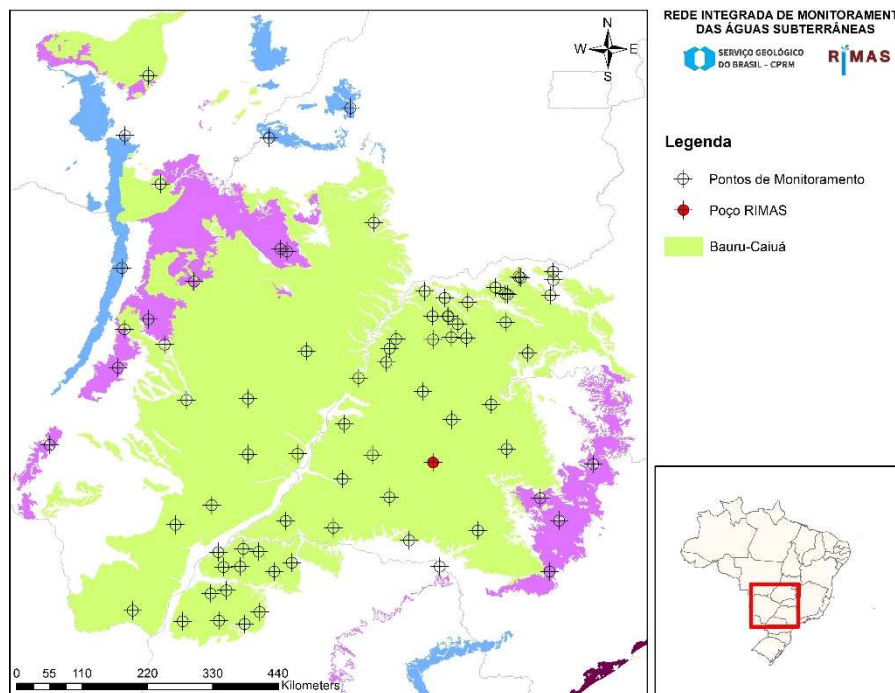 REDE INTEGRADA DE MONITORAMENT
DAS ÁGUAS SUBTERRÂNEAS
SERVIÇO GEOLÓGICO
DO BRASIL - CPRM
RIMAS
N
W
E
S
Legenda
Pontos de Monitoramento
Poço RIMAS
Bauru-Caiuá
0 55 110 220 330 440
Kilometers